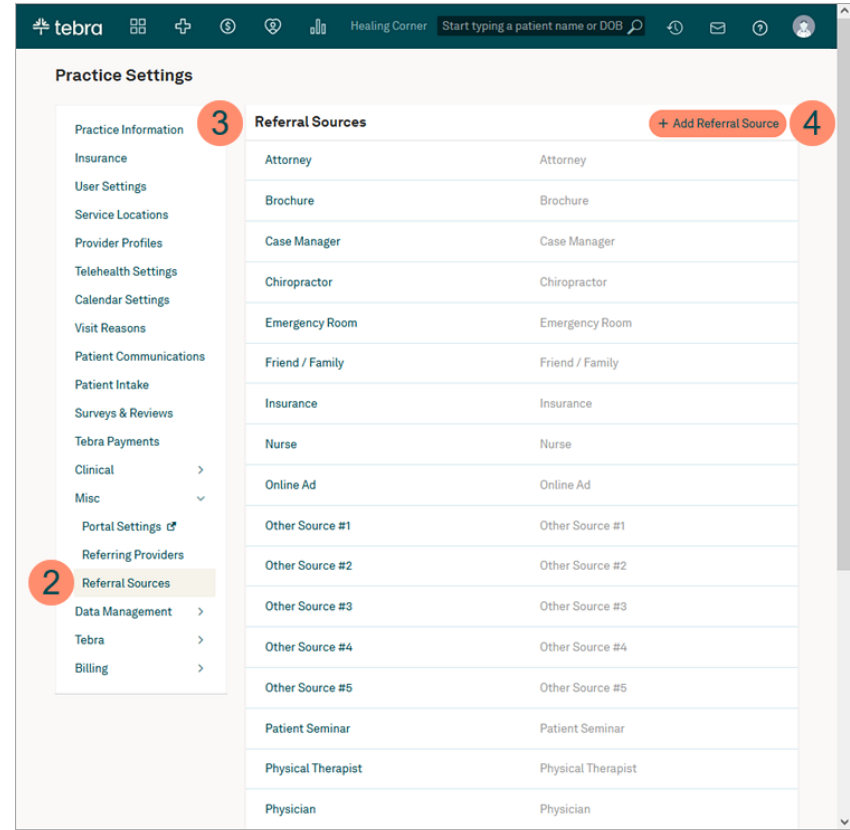 tebra Healing Corner Start typing a patient name or DOB
Practice Settings
Practice Information
Insurance
User Settings
Service Locations
Provider Profiles
Telehealth Settings
Calendar Settings
Visit Reasons
Patient Communications
Patient Intake
Surveys & Reviews
Tebra Payments
Clinical
Misc
Portal Settings
Referring Providers
2 Referral Sources
Data Management
Tebra
Billing
3 Referral Sources + Add Referral Source 4
Attorney Attorney
Brochure Brochure
Case Manager Case Manager
Chiropractor Chiropractor
Emergency Room Emergency Room
Friend / Family Friend / Family
Insurance Insurance
Nurse Nurse
Online Ad Online Ad
Other Source #1 Other Source #1
Other Source #2 Other Source #2
Other Source #3 Other Source #3
Other Source #4 Other Source #4
Other Source #5 Other Source #5
Patient Seminar Patient Seminar
Physical Therapist Physical Therapist
Physician Physician